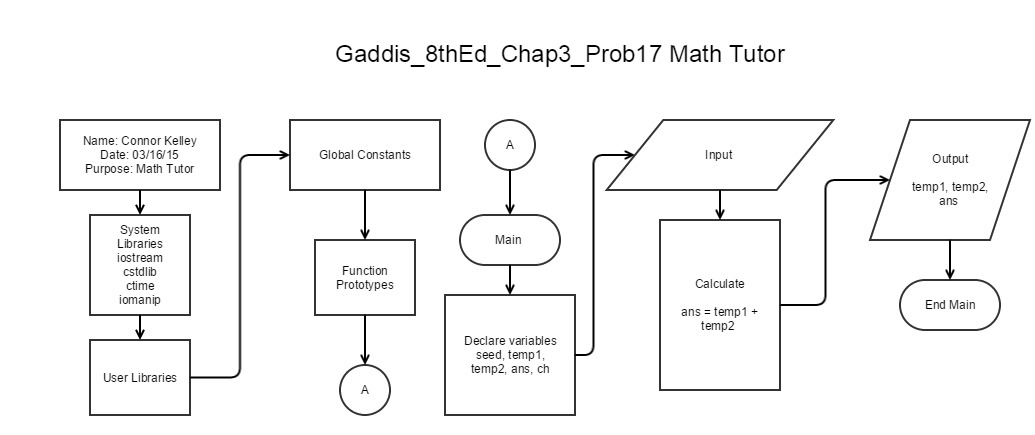 Gaddis_8thEd_Chap3_Prob17 Math Tutor
Name: Connor Kelley
Date: 03/16/15
Purpose: Math Tutor
System
Libraries
iostream
cstdlib
ctime
iomanip
User Libraries
Global Constants
Function
Prototypes
A
A
Main
Declare variables
seed, temp1,
temp2, ans, ch
Input
Calculate
ans = temp1 +
temp2
Output
temp1, temp2,
ans
End Main